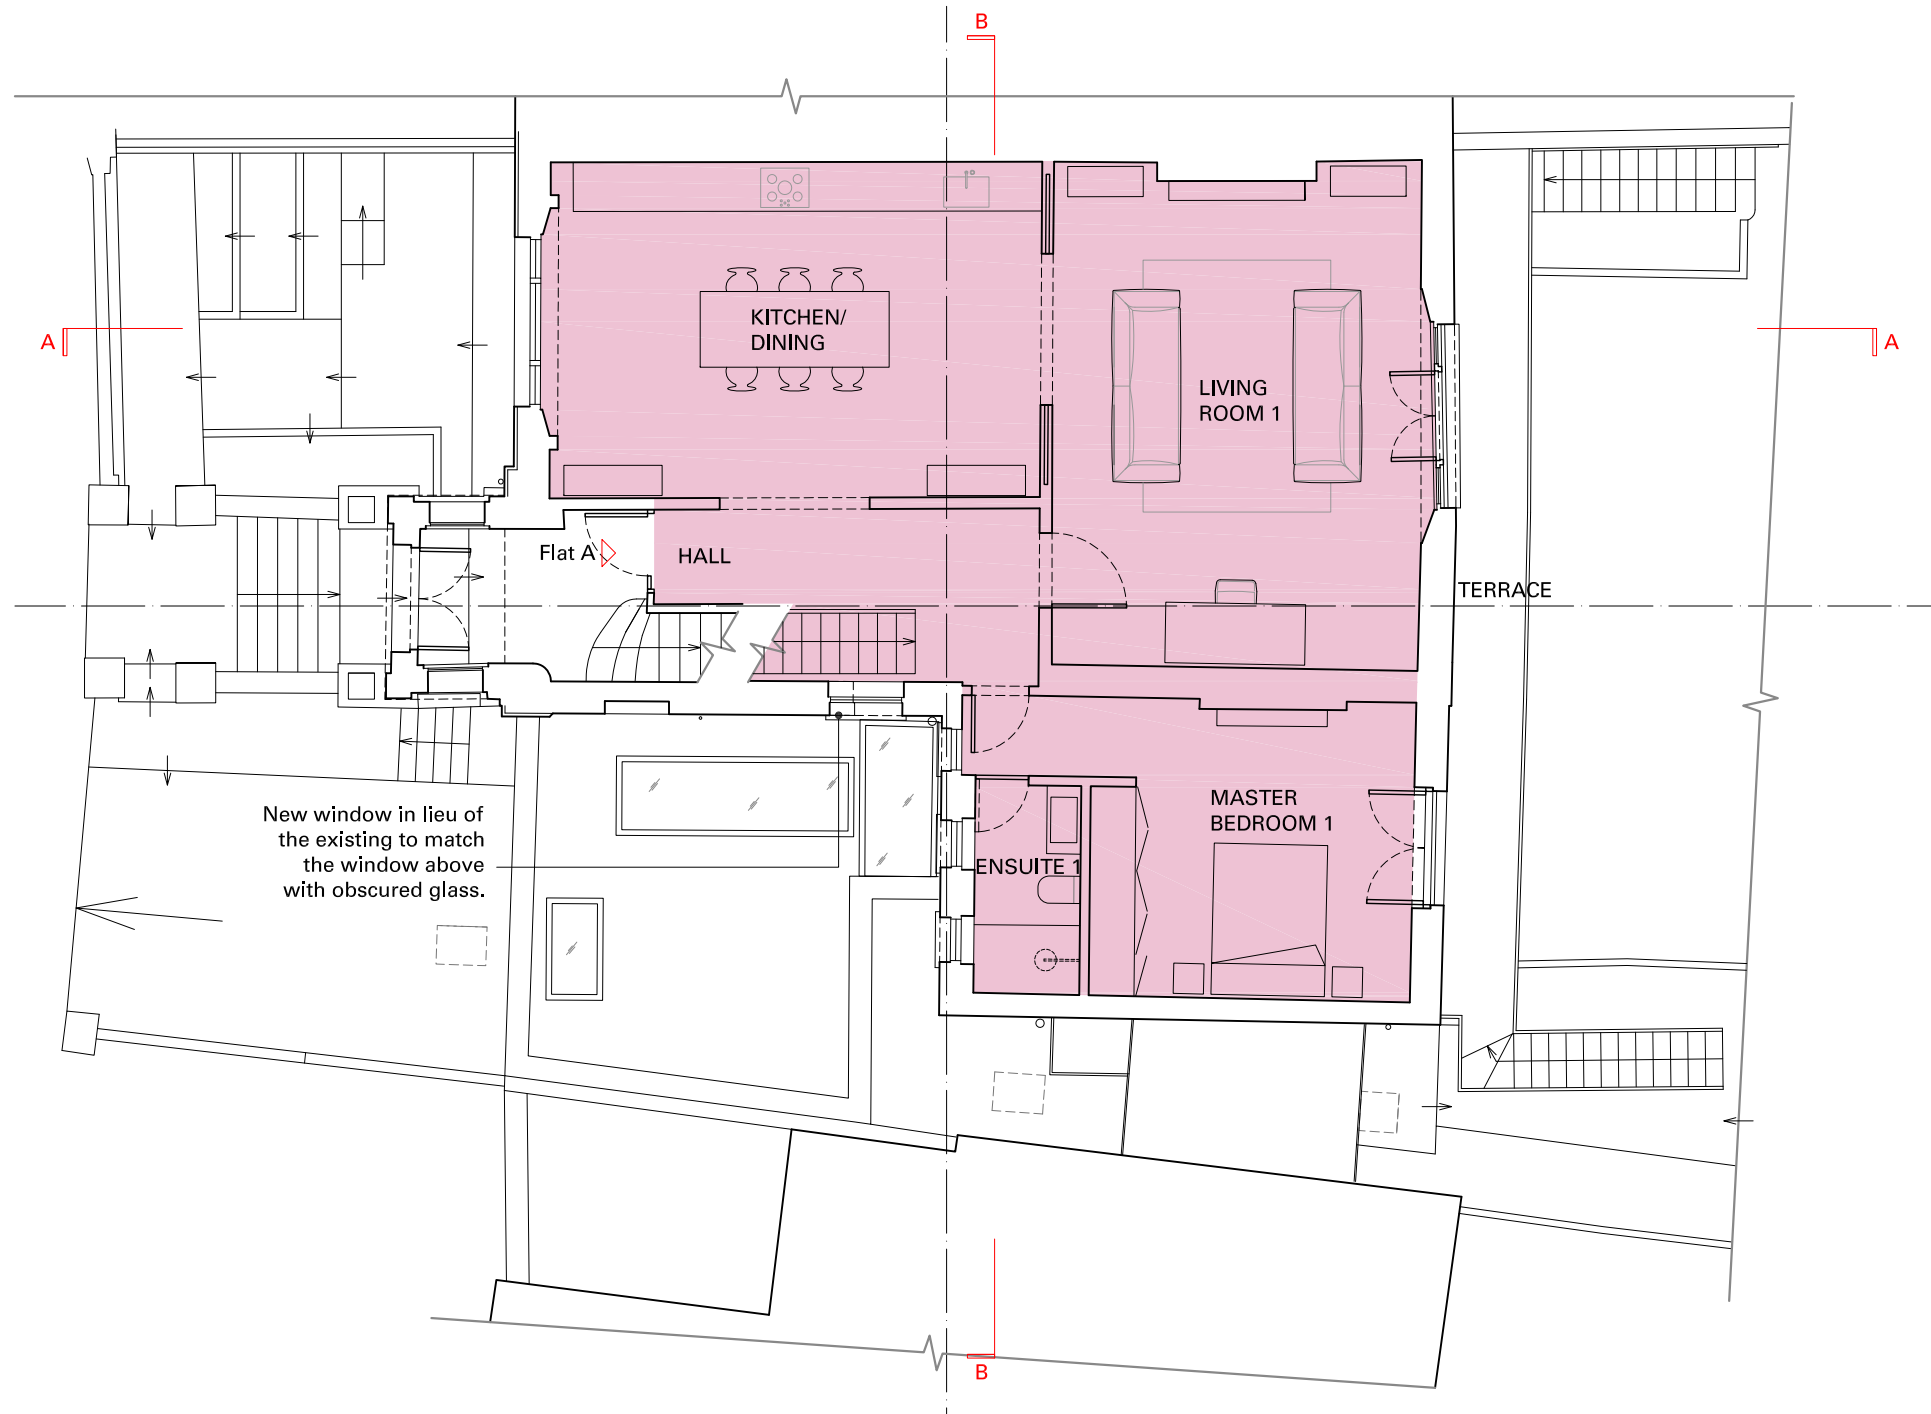 B
A
A
KITCHEN/
DINING
LIVING
ROOM 1
Flat A
HALL
TERRACE
New window in lieu of
the existing to match
the window above
with obscured glass.
MASTER
BEDROOM 1
ENSUITE 1
B